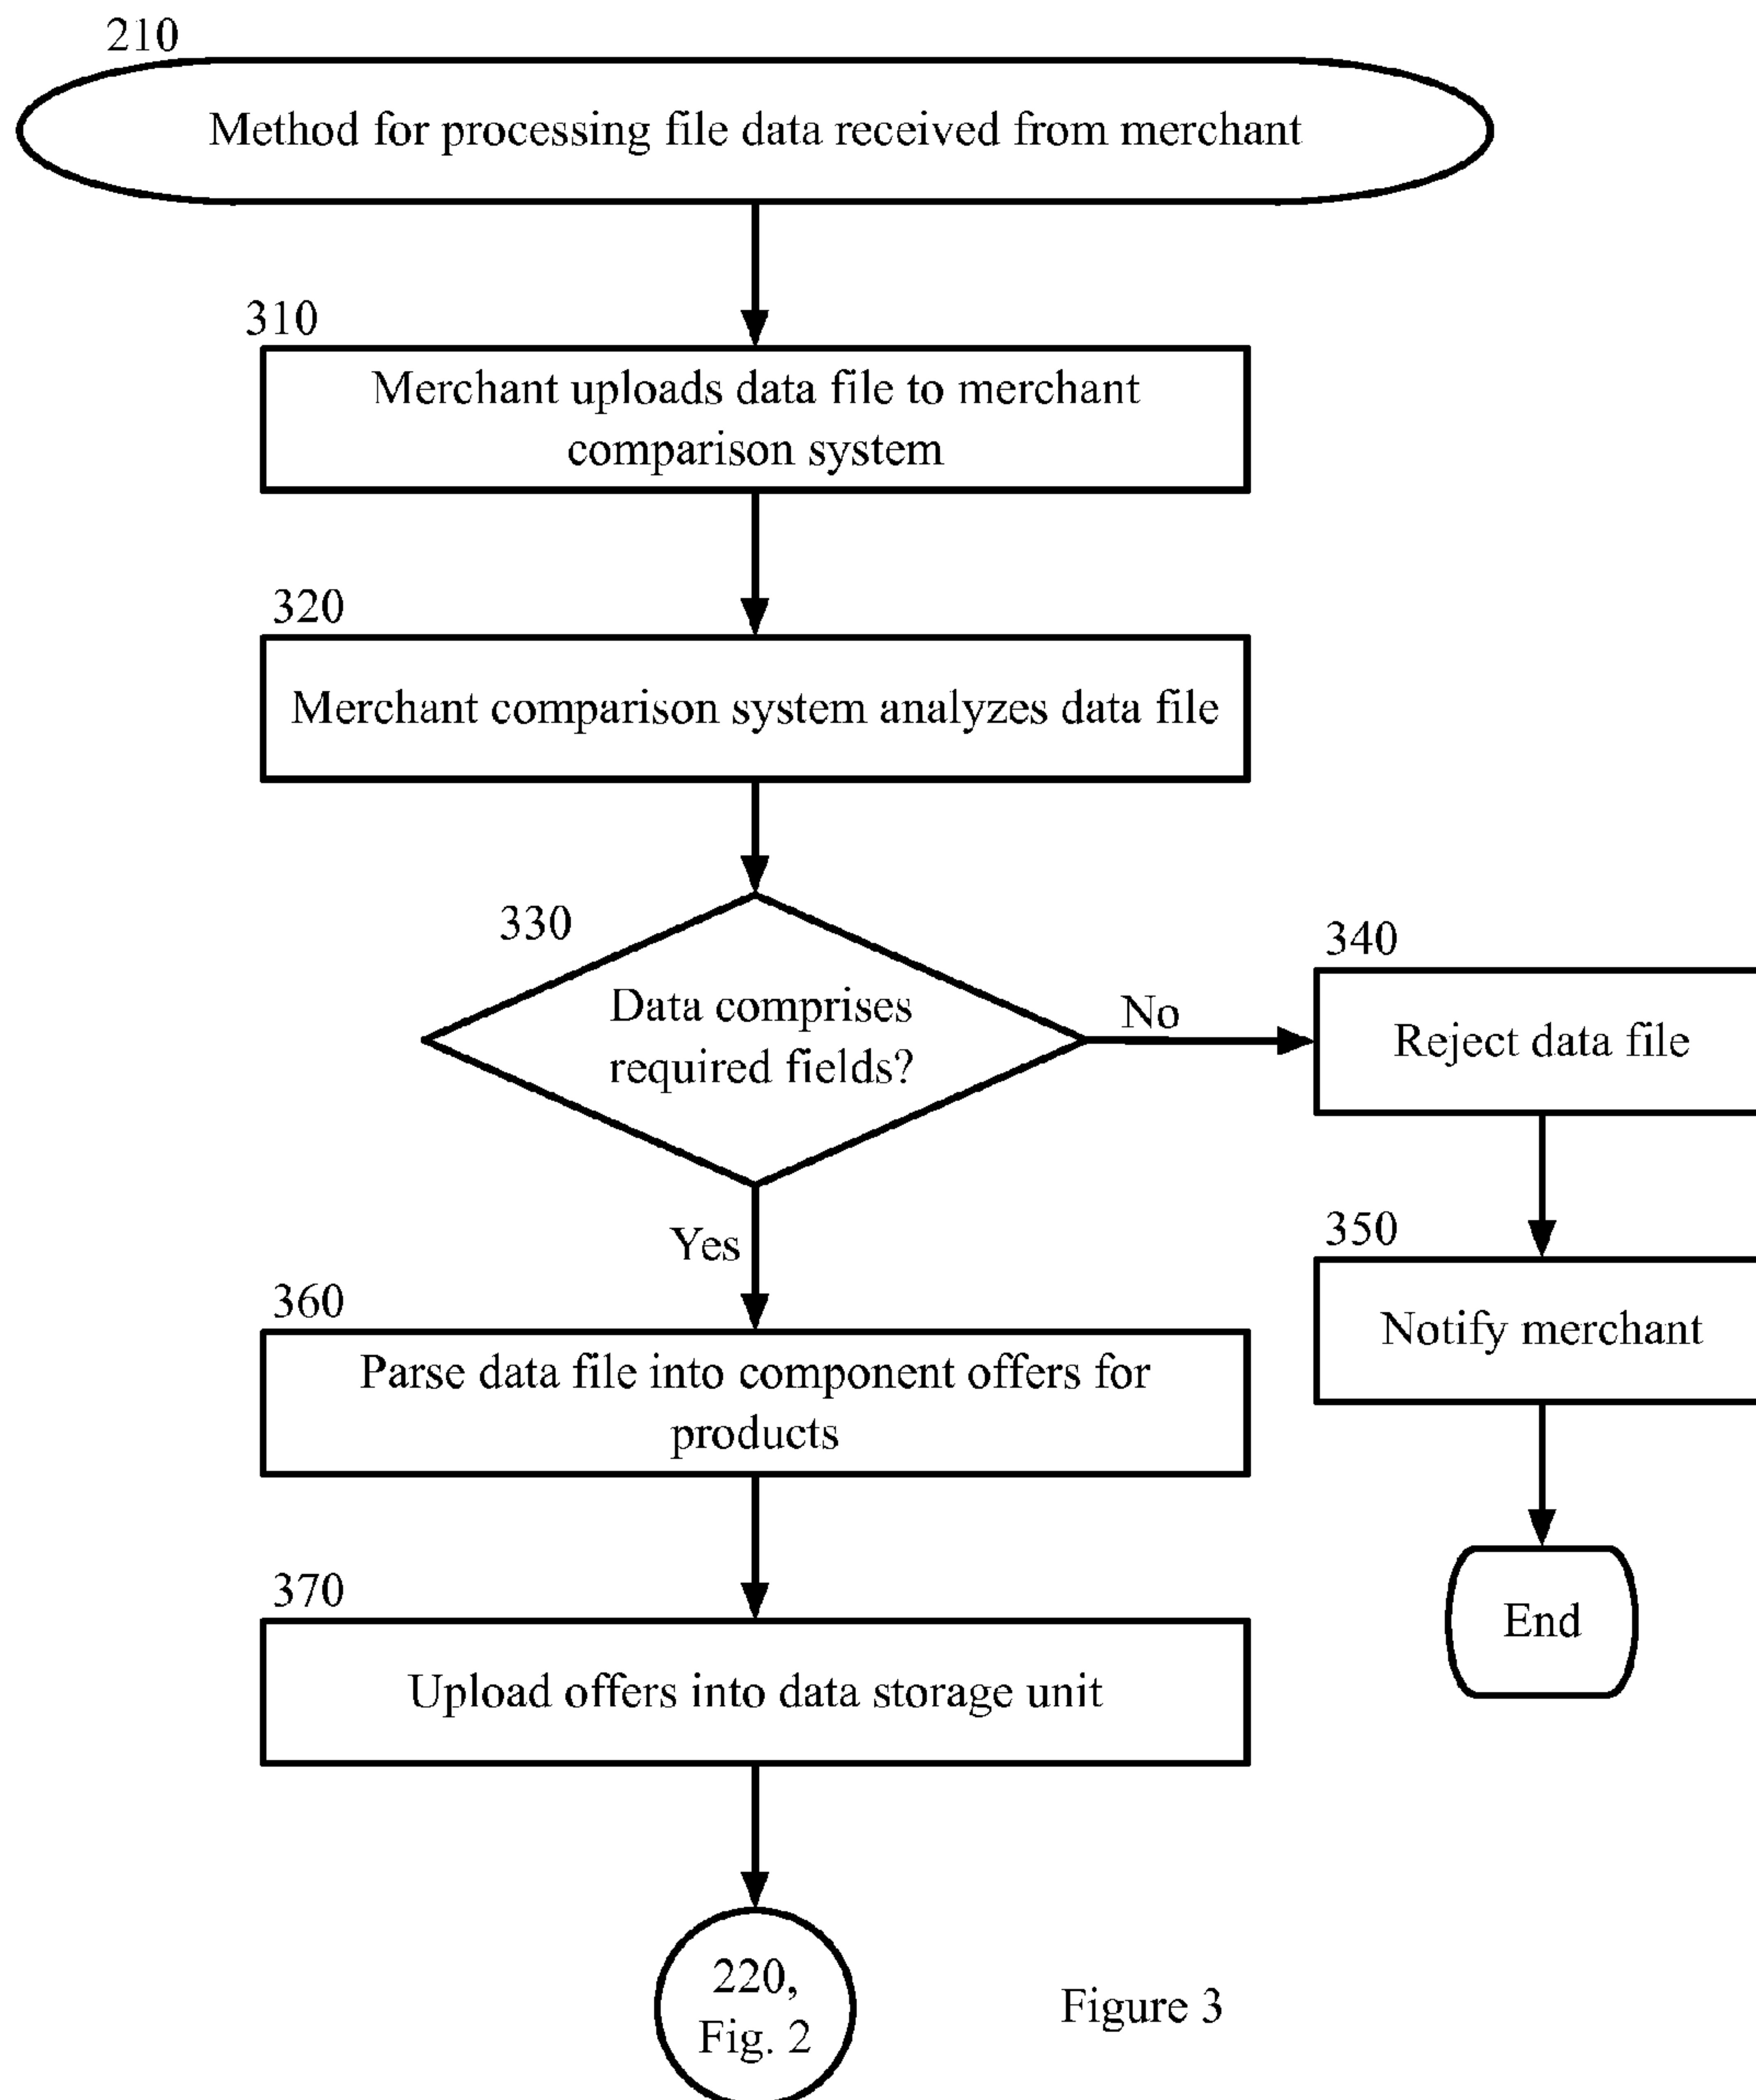 210
Method for processing file data received from merchant
310
Merchant uploads data file to merchant
comparison system
320
Merchant comparison system analyzes data file
330
Data comprises
required fields?
No
340
Reject data file
350
Notify merchant
End
Yes
360
Parse data file into component offers for
products
370
Upload offers into data storage unit
220,
Fig. 2
Figure 3